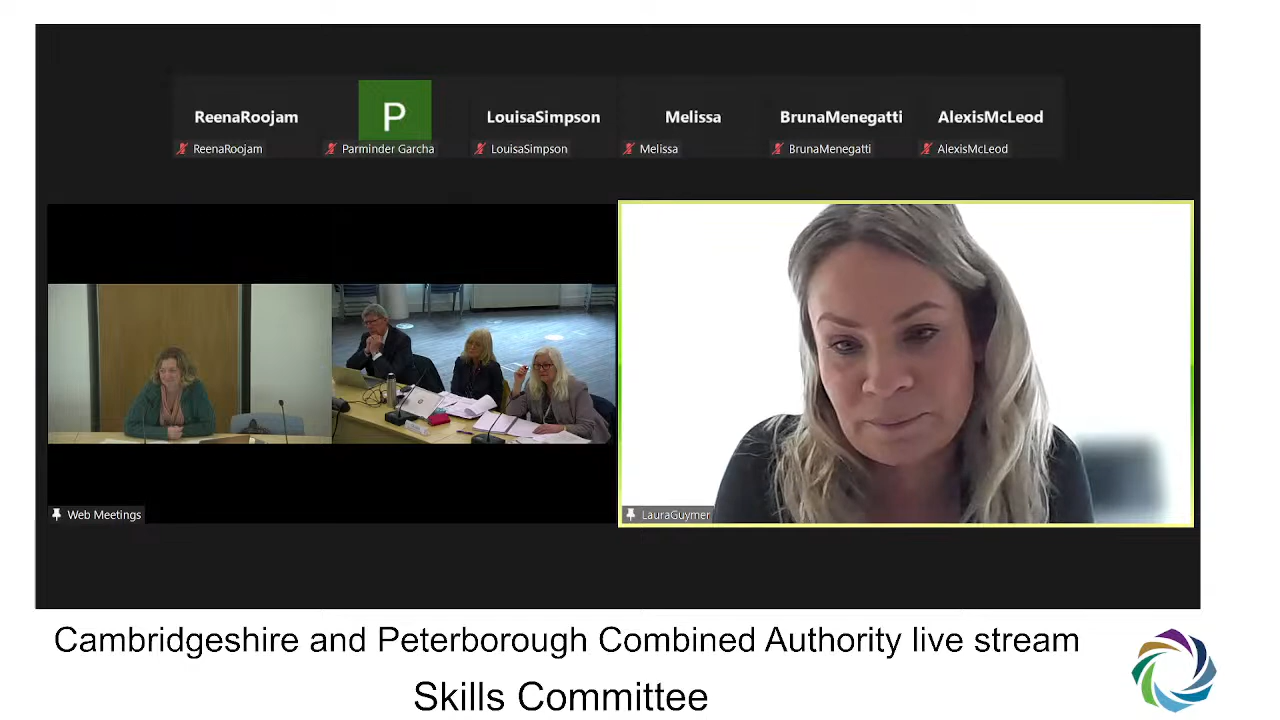 ReenaRoojam
P
LouisaSimpson
Melissa
BrunaMenegatti
AlexisMcLeod
ReenaRoojam
Parminder Garcha
LouisaSimpson
Melissa
BrunaMenegatti
AlexisMcLeod
Web Meetings
LauraGuymer
Cambridgeshire and Peterborough Combined Authority live stream
Skills Committee